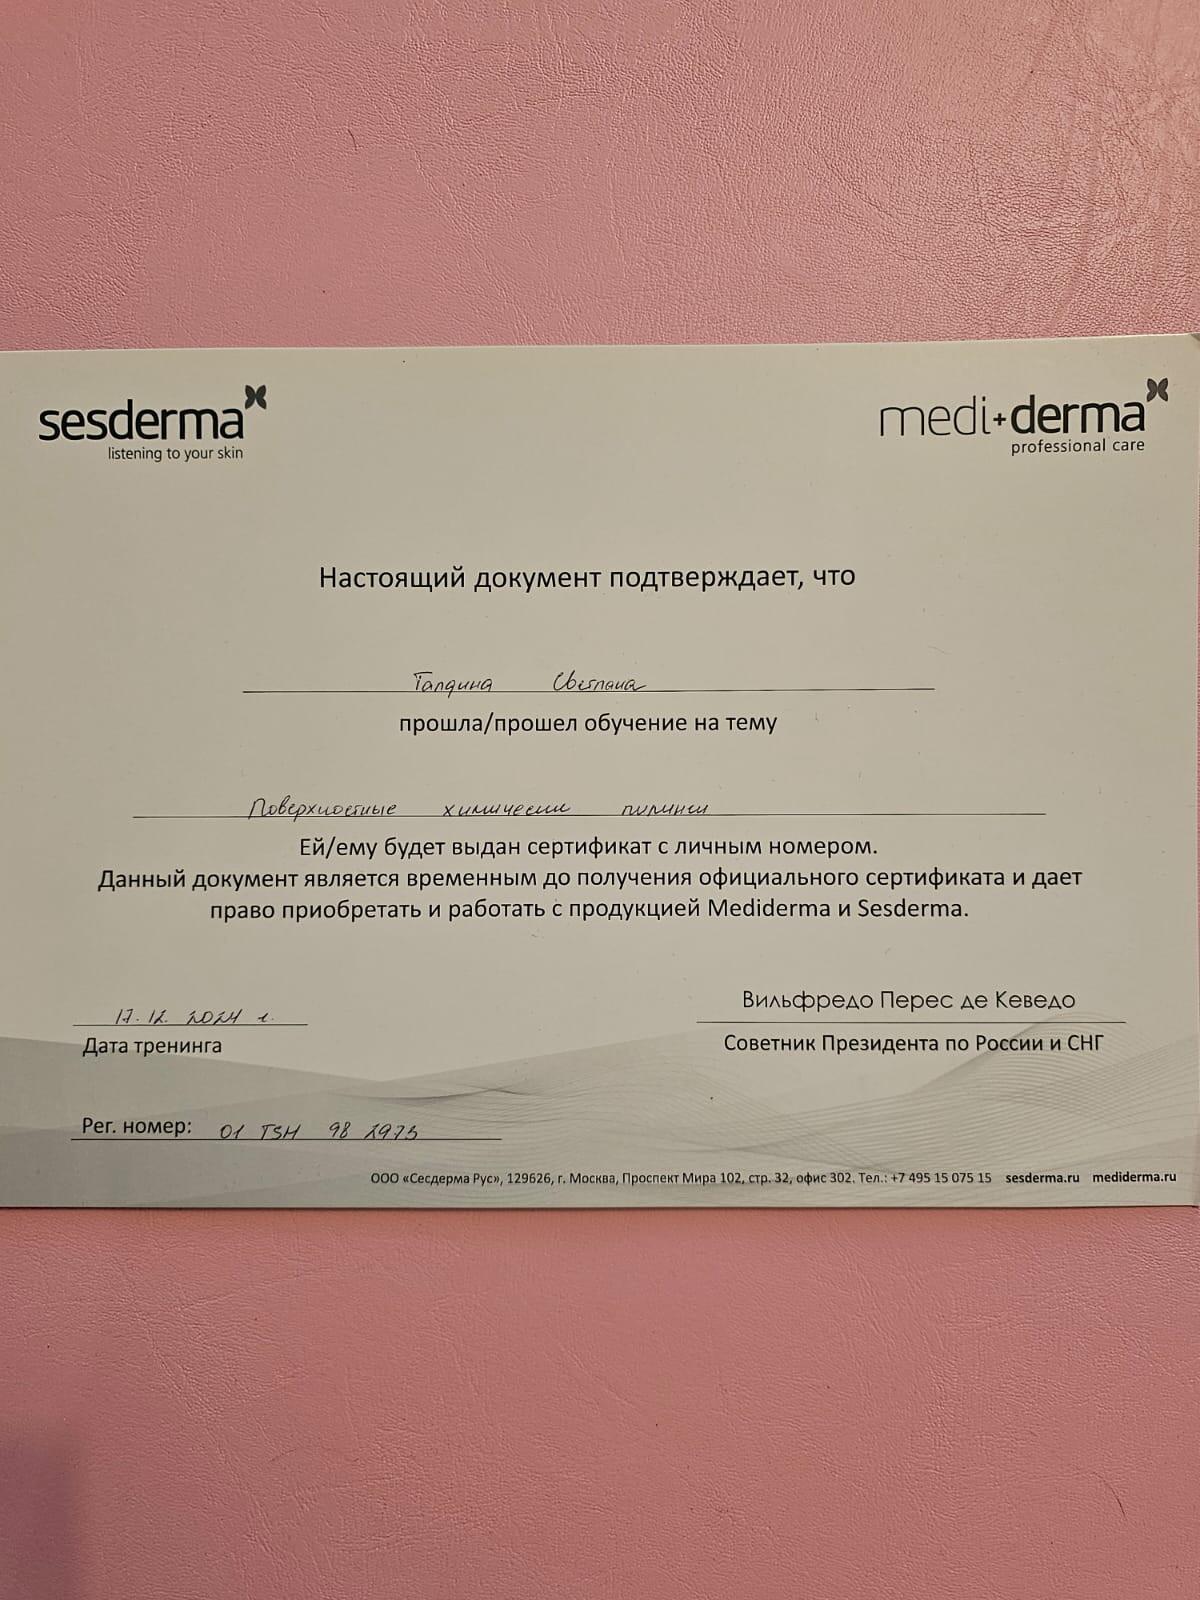 sesderma
listening to your skin
medi+derma
professional care
Настоящий документ подтверждает, что
Талдина Светлана
прошла/прошел обучение на тему
Поверхностные химические пилинги
Ей/ему будет выдан сертификат с личным номером.
Данный документ является временным до получения официального сертификата и дает
право приобретать и работать с продукцией Mediderma и Sesderma.
17.12.2024 г.
Дата тренинга
Вильфредо Перес де Кеведо
Советник Президента по России и СНГ
Рег. номер: 01 TSH 98 2973
ООО «Сесдерма Рус», 129626, г. Москва, Проспект Мира 102, стр. 32, офис 302. Тел.: +7 495 15 075 15 sesderma.ru mediderma.ru